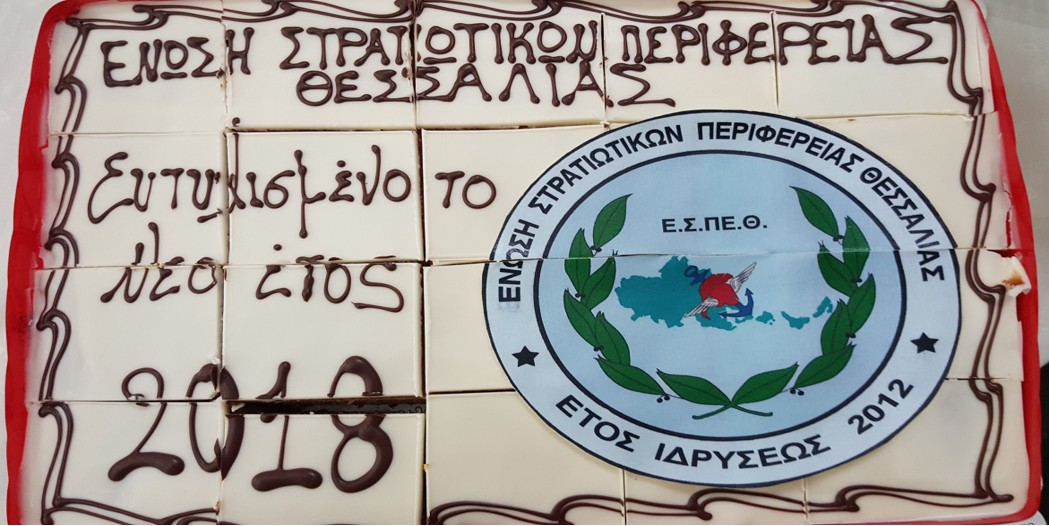 ΕΝΩΣΗ ΣΤΡΑΤΙΩΤΙΚΩΝ ΠΕΡΙΦΕΡΕΙΑΣ
ΘΕΣΣΑΛΙΑΣ
Ευτυχισμένο το
Νέο έτος
2018
ΕΝΩΣΗ ΣΤΡΑΤΙΩΤΙΚΩΝ ΠΕΡΙΦΕΡΕΙΑΣ ΘΕΣΣΑΛΙΑΣ
Ε.Σ.ΠΕ.Θ.
ΕΤΟΣ ΙΔΡΥΣΕΩΣ 2012